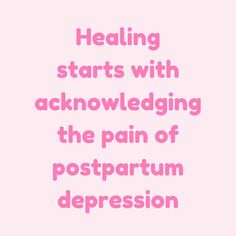 Healing
starts with
acknowledging
the pain of
postpartum
depression